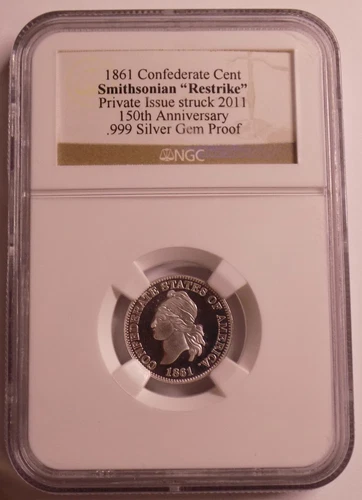 1861 Confederate Cent
Smithsonian "Restrike"
Private Issue struck 2011
150th Anniversary
.999 Silver Gem Proof
NGC
CONFEDERATE STATES OF AMERICA.
1861